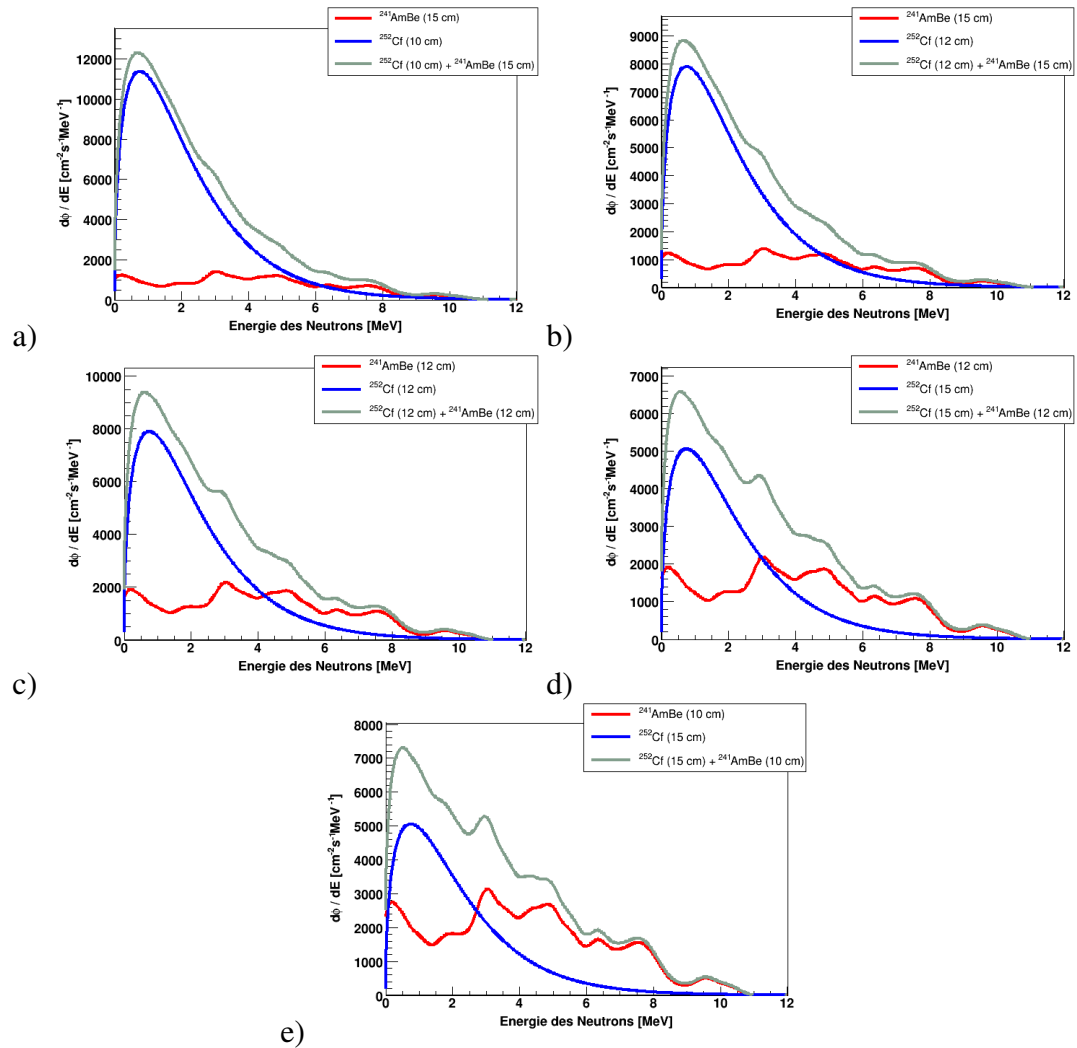 ²⁴¹AmBe (15 cm)
²⁵²Cf (10 cm)
²⁵²Cf (10 cm) + ²⁴¹AmBe (15 cm)
dϕ / dE [cm⁻²s⁻¹MeV⁻¹]
12000
10000
8000
6000
4000
2000
0
0 2 4 6 8 10 12
Energie des Neutrons [MeV]
a)
²⁴¹AmBe (15 cm)
²⁵²Cf (12 cm)
²⁵²Cf (12 cm) + ²⁴¹AmBe (15 cm)
dϕ / dE [cm⁻²s⁻¹MeV⁻¹]
9000
8000
7000
6000
5000
4000
3000
2000
1000
0
0 2 4 6 8 10 12
Energie des Neutrons [MeV]
b)
²⁴¹AmBe (12 cm)
²⁵²Cf (12 cm)
²⁵²Cf (12 cm) + ²⁴¹AmBe (12 cm)
dϕ / dE [cm⁻²s⁻¹MeV⁻¹]
10000
8000
6000
4000
2000
0
0 2 4 6 8 10 12
Energie des Neutrons [MeV]
c)
²⁴¹AmBe (12 cm)
²⁵²Cf (15 cm)
²⁵²Cf (15 cm) + ²⁴¹AmBe (12 cm)
dϕ / dE [cm⁻²s⁻¹MeV⁻¹]
7000
6000
5000
4000
3000
2000
1000
0
0 2 4 6 8 10 12
Energie des Neutrons [MeV]
d)
²⁴¹AmBe (10 cm)
²⁵²Cf (15 cm)
²⁵²Cf (15 cm) + ²⁴¹AmBe (10 cm)
dϕ / dE [cm⁻²s⁻¹MeV⁻¹]
8000
7000
6000
5000
4000
3000
2000
1000
0
0 2 4 6 8 10 12
Energie des Neutrons [MeV]
e)